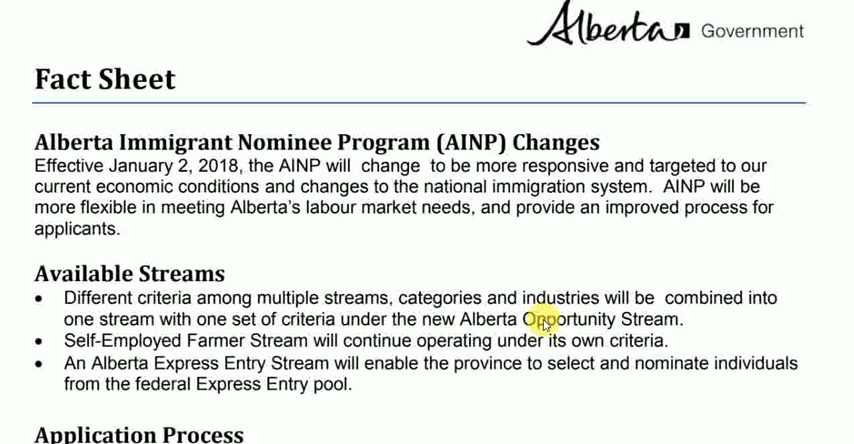 Alberta Government
Fact Sheet
Alberta Immigrant Nominee Program (AINP) Changes
Effective January 2, 2018, the AINP will change to be more responsive and targeted to our
current economic conditions and changes to the national immigration system. AINP will be
more flexible in meeting Alberta's labour market needs, and provide an improved process for
applicants.
Available Streams
• Different criteria among multiple streams, categories and industries will be combined into
one stream with one set of criteria under the new Alberta Opportunity Stream.
• Self-Employed Farmer Stream will continue operating under its own criteria.
• An Alberta Express Entry Stream will enable the province to select and nominate individuals
from the federal Express Entry pool.
Application Process